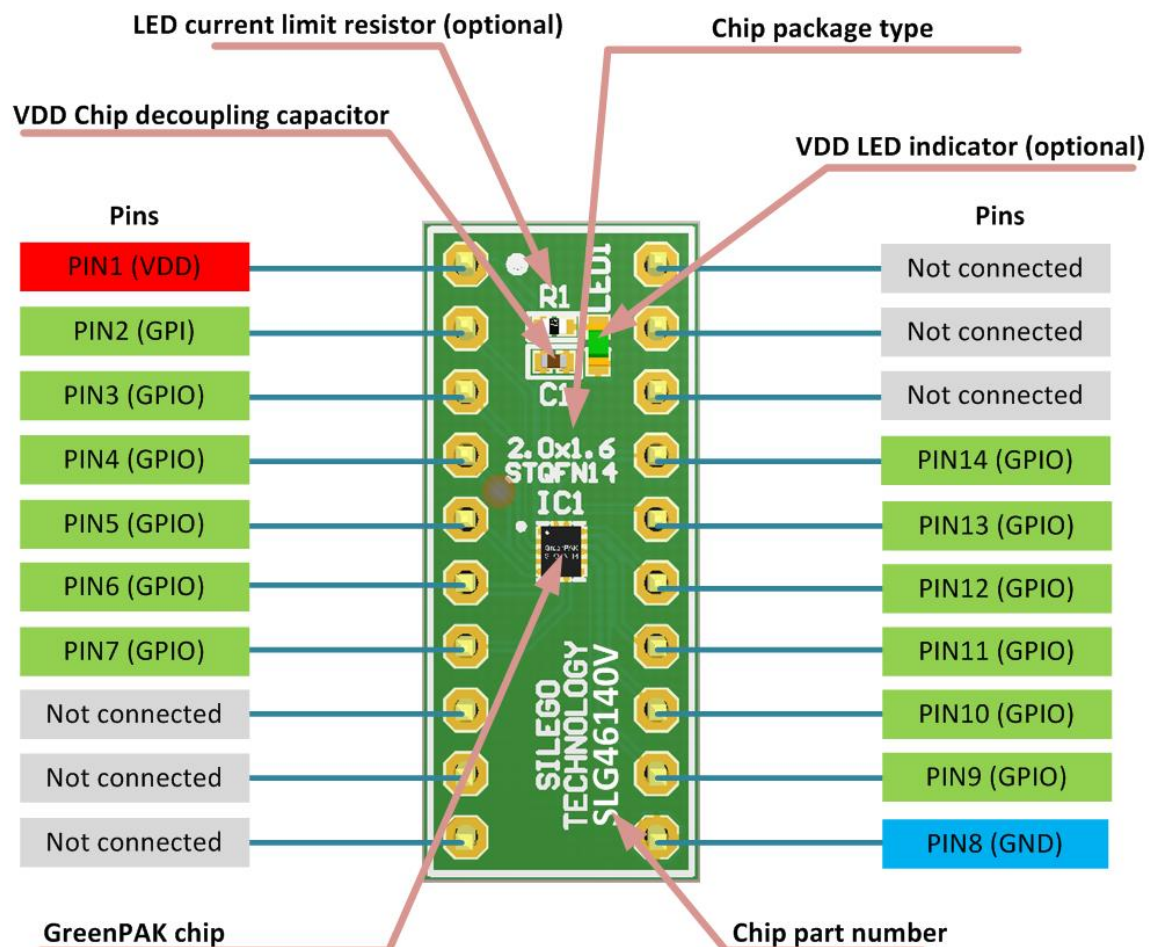 LED current limit resistor (optional)
Chip package type
VDD Chip decoupling capacitor
VDD LED indicator (optional)
Pins
Pins
PIN1 (VDD)
Not connected
PIN2 (GPI)
Not connected
PIN3 (GPIO)
Not connected
PIN4 (GPIO)
PIN14 (GPIO)
PIN5 (GPIO)
PIN13 (GPIO)
PIN6 (GPIO)
PIN12 (GPIO)
PIN7 (GPIO)
PIN11 (GPIO)
Not connected
PIN10 (GPIO)
Not connected
PIN9 (GPIO)
Not connected
PIN8 (GND)
LED1
R1
C1
2.0x1.6
STQFN14
IC1
GreenPAK
SILEGO
TECHNOLOGY
SLG46140V
GreenPAK chip
Chip part number